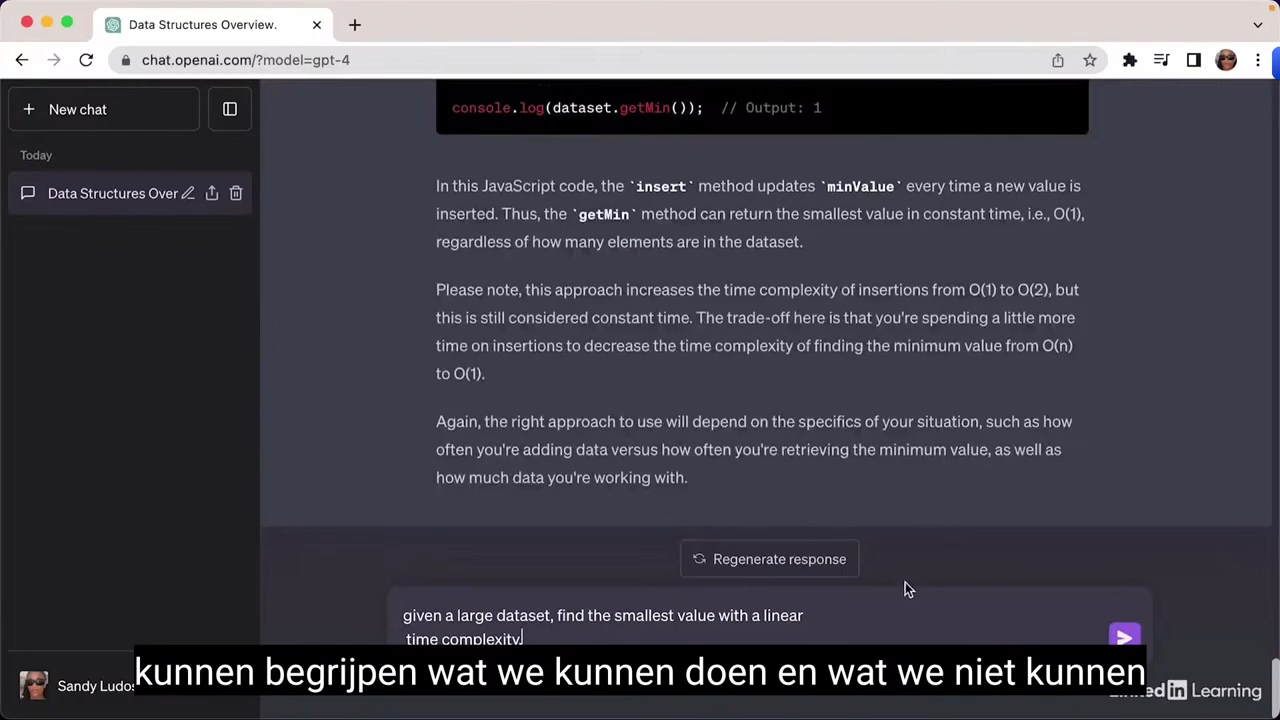 Data Structures Overview.
chat.openai.com/?model=gpt-4
New chat
Today
Data Structures Over
console.log(dataset.getMin());  // Output: 1
In this JavaScript code, the `insert` method updates `minValue` every time a new value is
inserted. Thus, the `getMin` method can return the smallest value in constant time, i.e., O(1),
regardless of how many elements are in the dataset.
Please note, this approach increases the time complexity of insertions from O(1) to O(2), but
this is still considered constant time. The trade-off here is that you're spending a little more
time on insertions to decrease the time complexity of finding the minimum value from O(n)
to O(1).
Again, the right approach to use will depend on the specifics of your situation, such as how
often you're adding data versus how often you're retrieving the minimum value, as well as
how much data you're working with.
Regenerate response
given a large dataset, find the smallest value with a linear
time complexity.
kunnen begrijpen wat we kunnen doen en wat we niet kunnen
Sandy Ludos
Linked in Learning